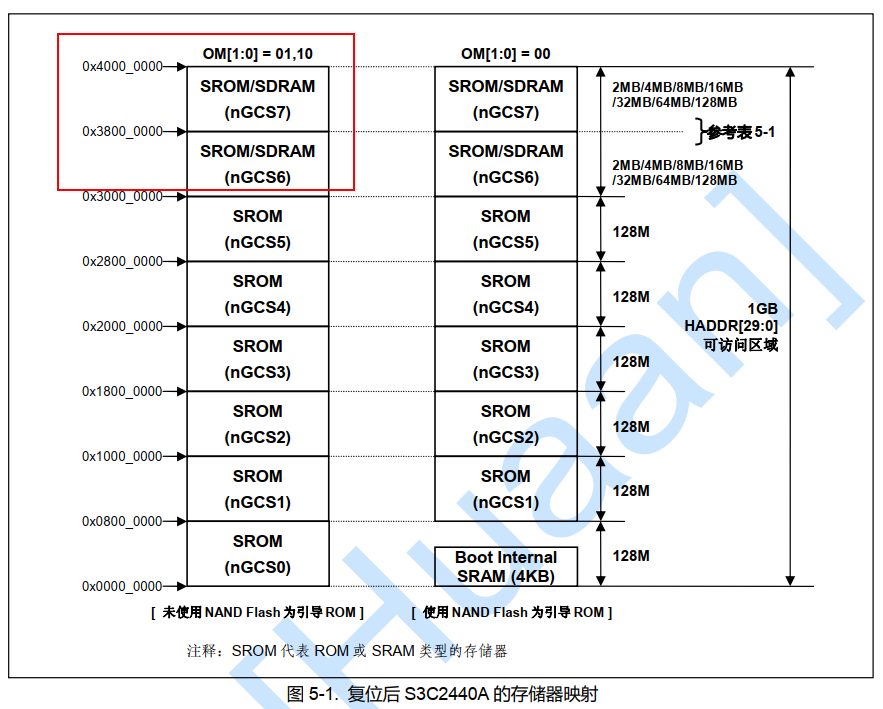 OM[1:0] = 01,10
OM[1:0] = 00
0x4000_0000
SROM/SDRAM
(nGCS7)
SROM/SDRAM
(nGCS7)
2MB/4MB/8MB/16MB
/32MB/64MB/128MB
0x3800_0000
参考表 5-1
SROM/SDRAM
(nGCS6)
SROM/SDRAM
(nGCS6)
2MB/4MB/8MB/16MB
/32MB/64MB/128MB
0x3000_0000
SROM
(nGCS5)
SROM
(nGCS5)
128M
0x2800_0000
SROM
(nGCS4)
SROM
(nGCS4)
128M
1GB
HADDR[29:0]
可访问区域
0x2000_0000
SROM
(nGCS3)
SROM
(nGCS3)
128M
0x1800_0000
SROM
(nGCS2)
SROM
(nGCS2)
128M
0x1000_0000
SROM
(nGCS1)
SROM
(nGCS1)
128M
0x0800_0000
SROM
(nGCS0)
Boot Internal
SRAM (4KB)
128M
0x0000_0000
[ 未使用 NAND Flash 为引导 ROM ]
[ 使用 NAND Flash 为引导 ROM ]
注释：SROM 代表 ROM 或 SRAM 类型的存储器
图 5-1. 复位后 S3C2440A 的存储器映射
[Huaan]